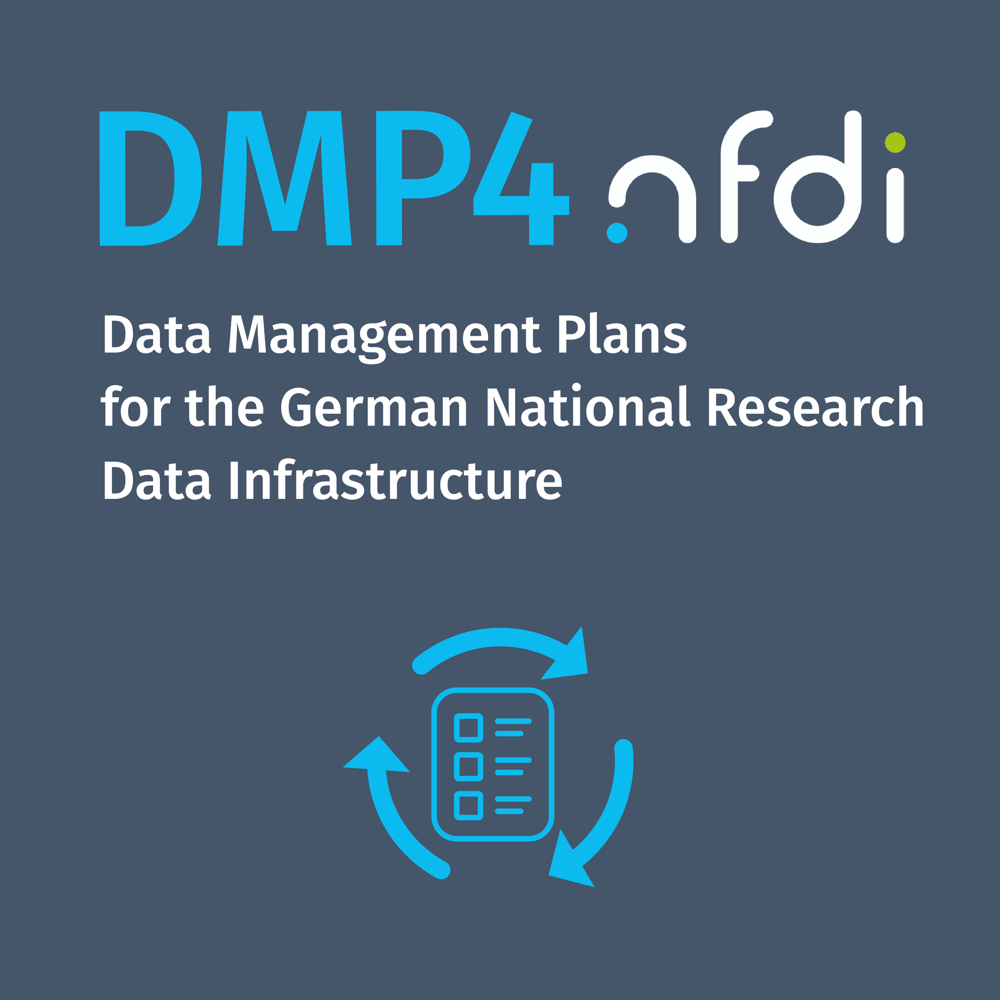 DMP4nfdi
Data Management Plans
for the German National Research
Data Infrastructure